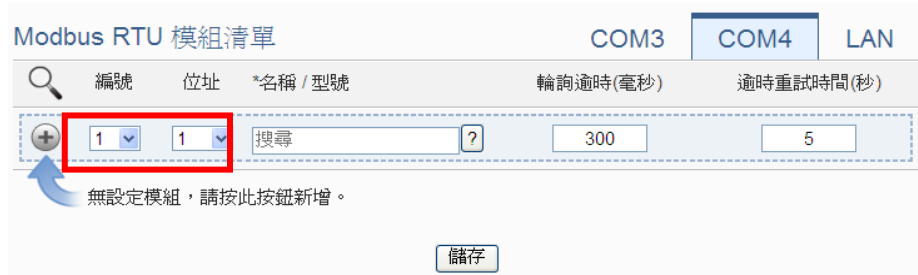 Modbus RTU 模組清單 COM3 COM4 LAN
編號 位址 *名稱 / 型號 輪詢逾時(毫秒) 逾時重試時間(秒)
1 1 搜尋 ? 300 5
無設定模組，請按此按鈕新增。
儲存